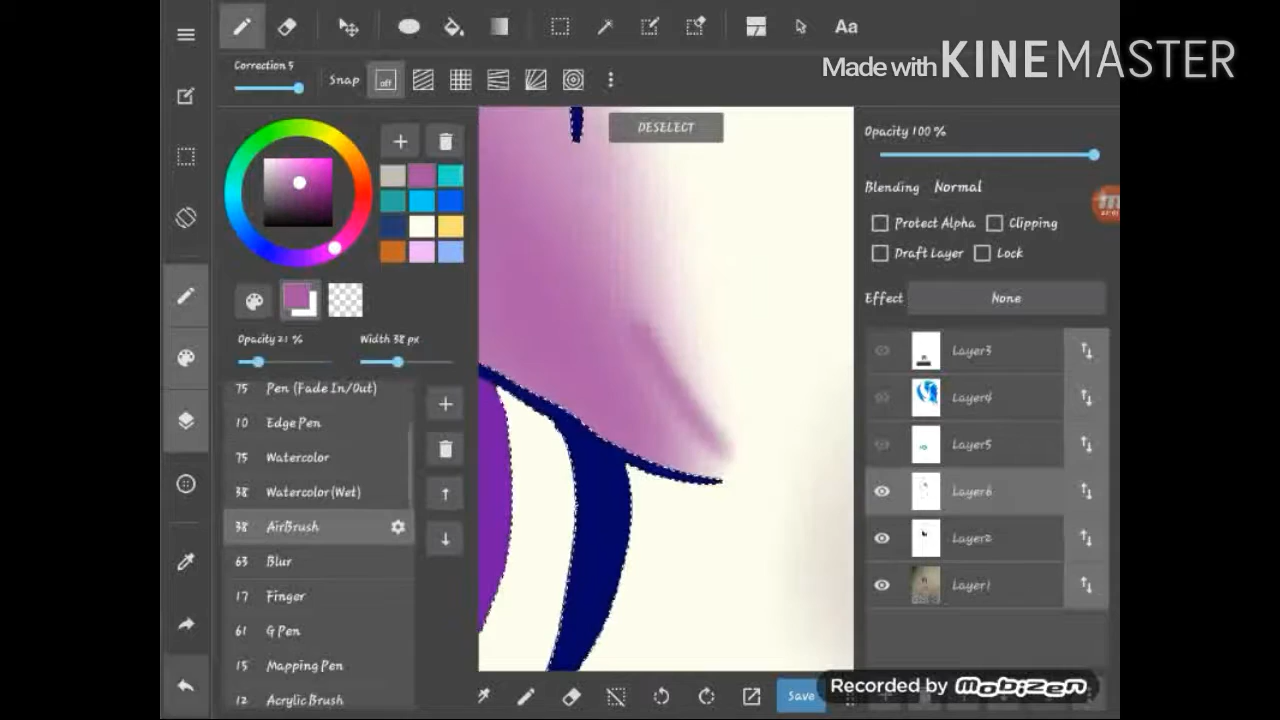 Aa
Made with KINEMASTER
Correction 5
Snap
off
DESELECT
Opacity 100 %
Blending Normal
Protect Alpha
Clipping
Draft Layer
Lock
Effect
None
Opacity 21 %
Width 38 px
75 Pen (Fade In/Out)
10 Edge Pen
75 Watercolor
38 Watercolor(Wet)
38 AirBrush
63 Blur
17 Finger
61 G Pen
15 Mapping Pen
12 Acrylic Brush
Layer3
Layer4
Layer5
Layer6
Layer2
Layer1
Save
Recorded by mobizen